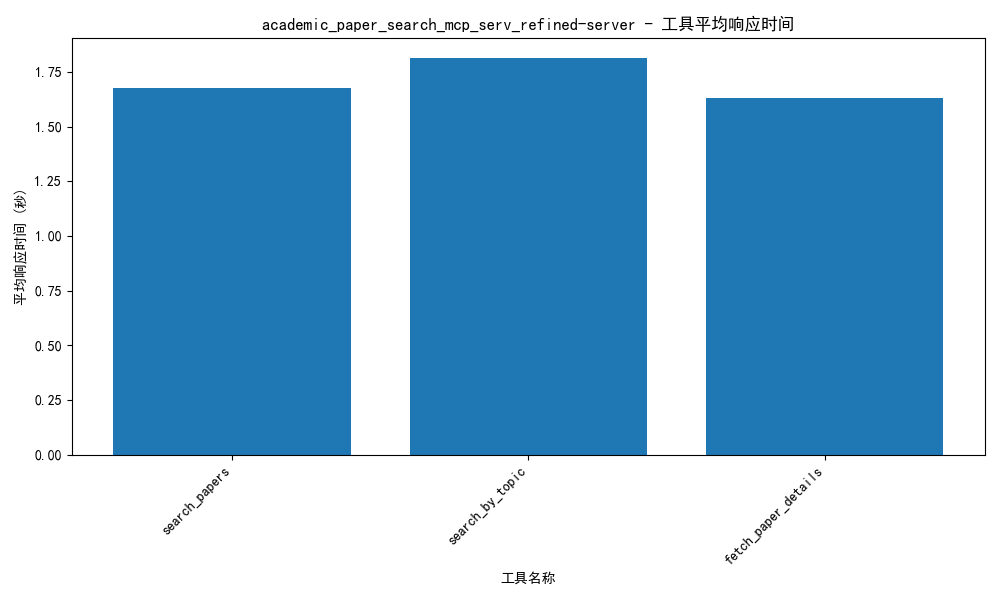 academic_paper_search_mcp_serv_refined-server - 工具平均响应时间
平均响应时间 (秒)
1.75
1.50
1.25
1.00
0.75
0.50
0.25
0.00
search_papers
search_by_topic
fetch_paper_details
工具名称